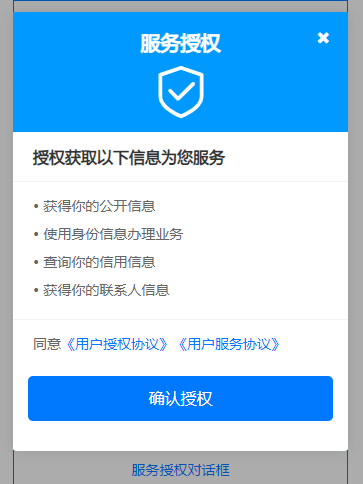 服务授权
✖
授权获取以下信息为您服务
• 获得你的公开信息
• 使用身份信息办理业务
• 查询你的信用信息
• 获得你的联系人信息
同意《用户授权协议》《用户服务协议》
确认授权
服务授权对话框